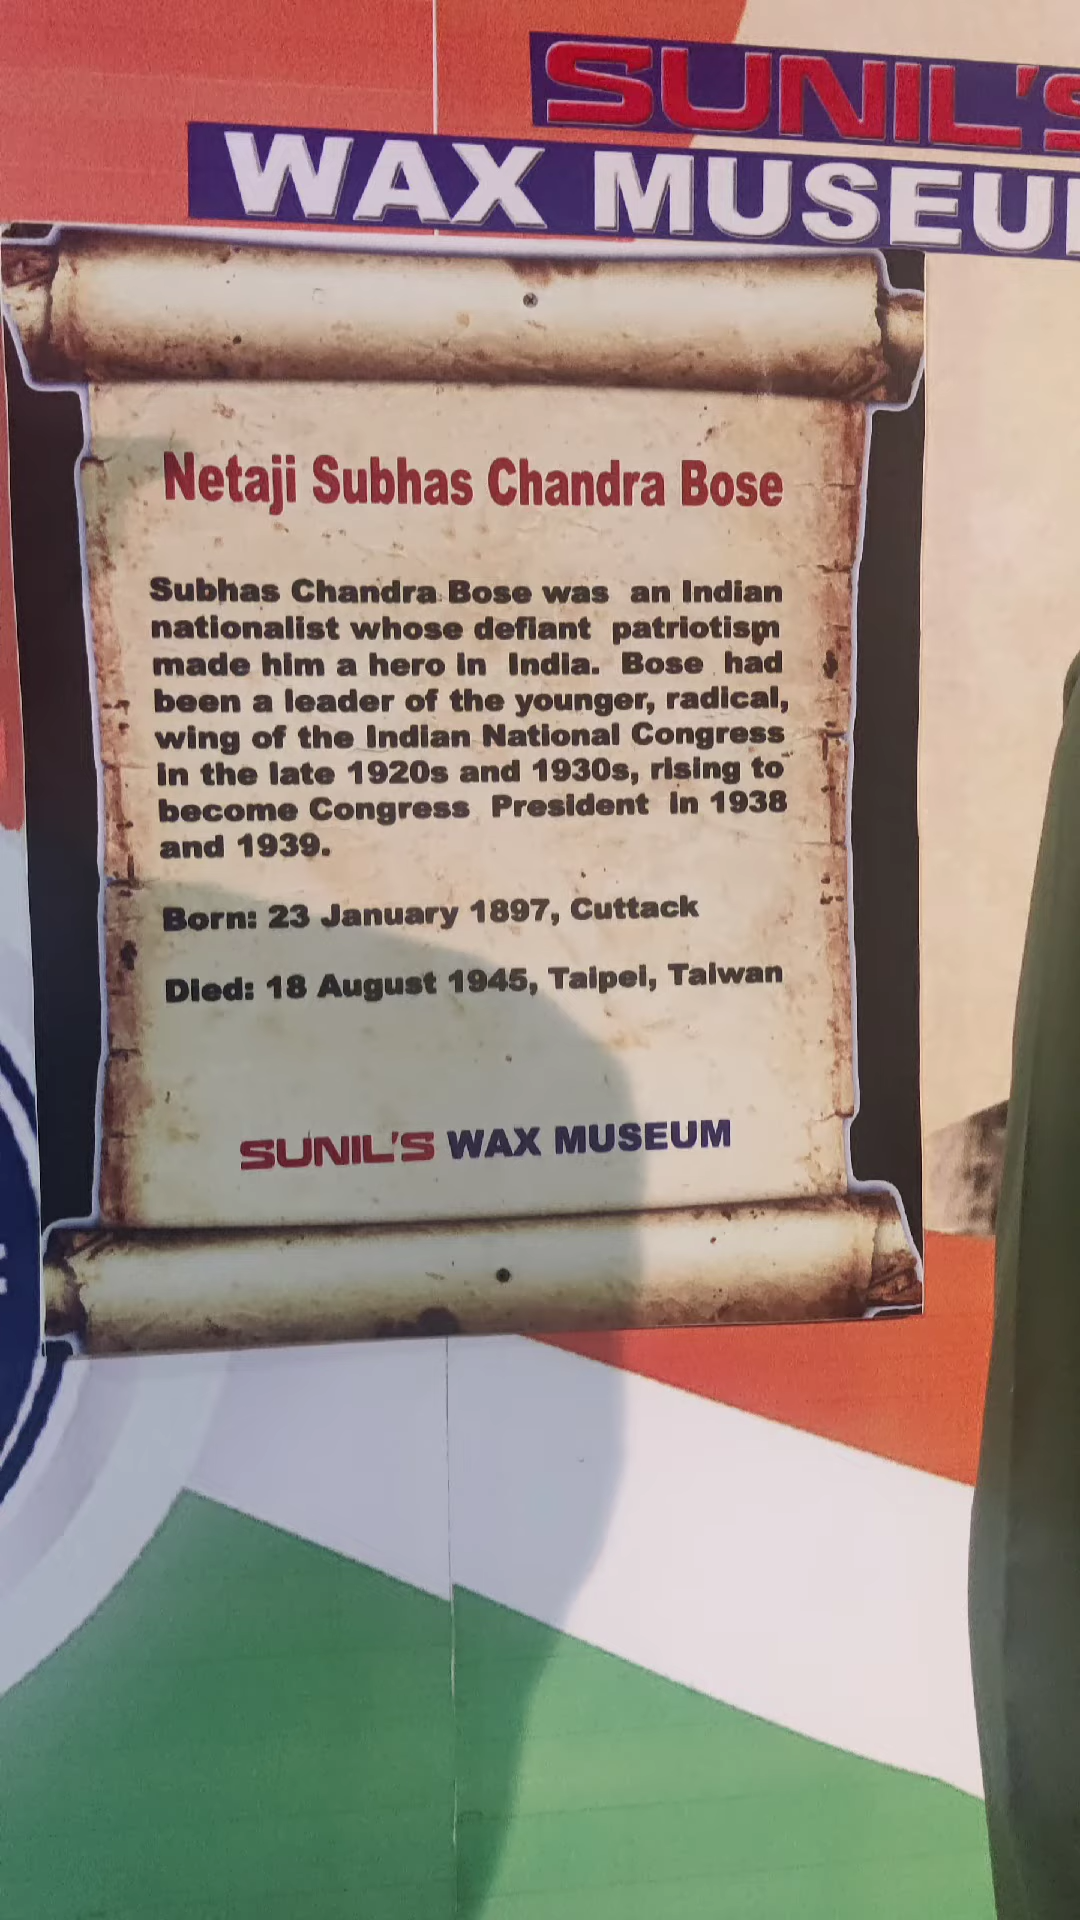 SUNIL'S
WAX MUSEU
Netaji Subhas Chandra Bose
Subhas Chandra Bose was an Indian
nationalist whose defiant patriotism
made him a hero in India. Bose had
been a leader of the younger, radical,
wing of the Indian National Congress
in the late 1920s and 1930s, rising to
become Congress President in 1938
and 1939.
Born: 23 January 1897, Cuttack
Died: 18 August 1945, Taipei, Taiwan
SUNIL'S WAX MUSEUM